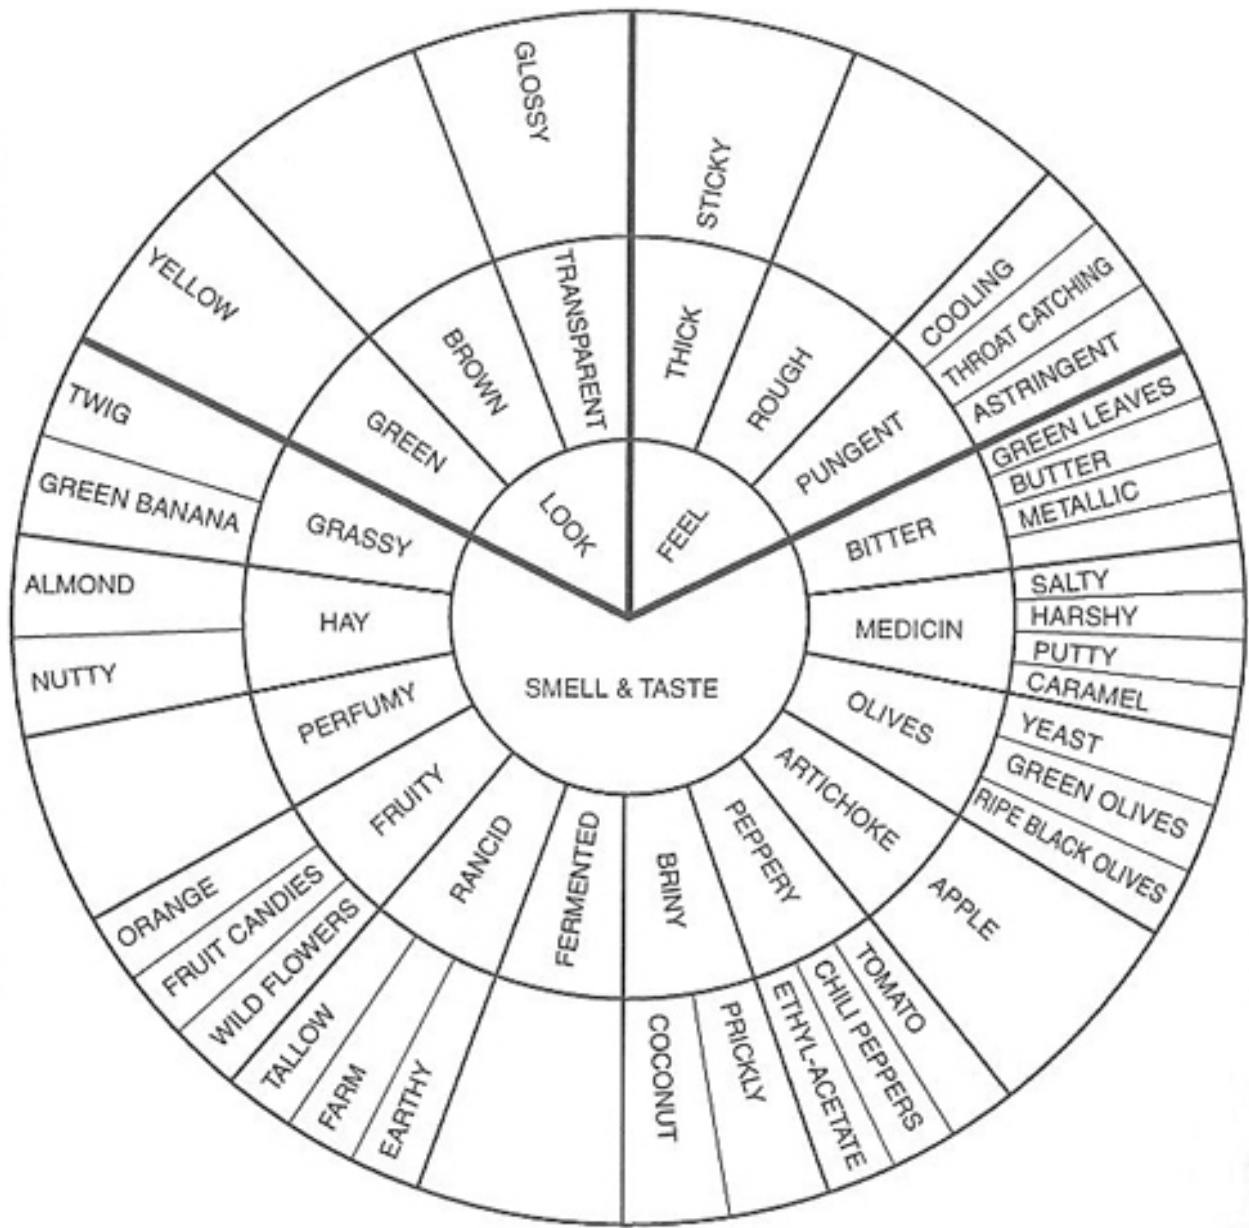 LOOK
FEEL
SMELL & TASTE
GREEN
BROWN
TRANSPARENT
THICK
ROUGH
PUNGENT
BITTER
MEDICIN
OLIVES
ARTICHOKE
PEPPERY
BRINY
FERMENTED
RANCID
FRUITY
PERFUMY
HAY
GRASSY
YELLOW
GLOSSY
STICKY
COOLING
THROAT CATCHING
ASTRINGENT
GREEN LEAVES
BUTTER
METALLIC
SALTY
HARSHY
PUTTY
CARAMEL
YEAST
GREEN OLIVES
RIPE BLACK OLIVES
APPLE
TOMATO
CHILI PEPPERS
ETHYL-ACETATE
PRICKLY
COCONUT
EARTHY
FARM
TALLOW
WILD FLOWERS
FRUIT CANDIES
ORANGE
NUTTY
ALMOND
GREEN BANANA
TWIG